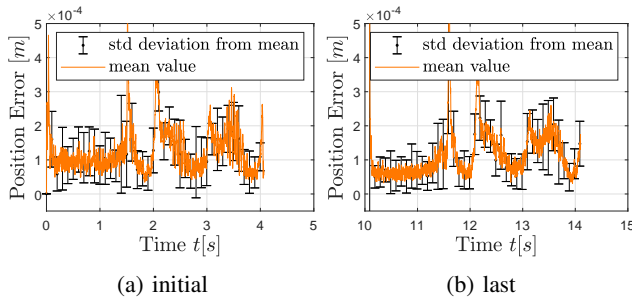 5 ×10⁻⁴
std deviation from mean
mean value
Position Error [m]
4
3
2
1
0
0 1 2 3 4 5
Time t[s]
(a) initial
5 ×10⁻⁴
std deviation from mean
mean value
Position Error [m]
4
3
2
1
0
10 11 12 13 14 15
Time t[s]
(b) last